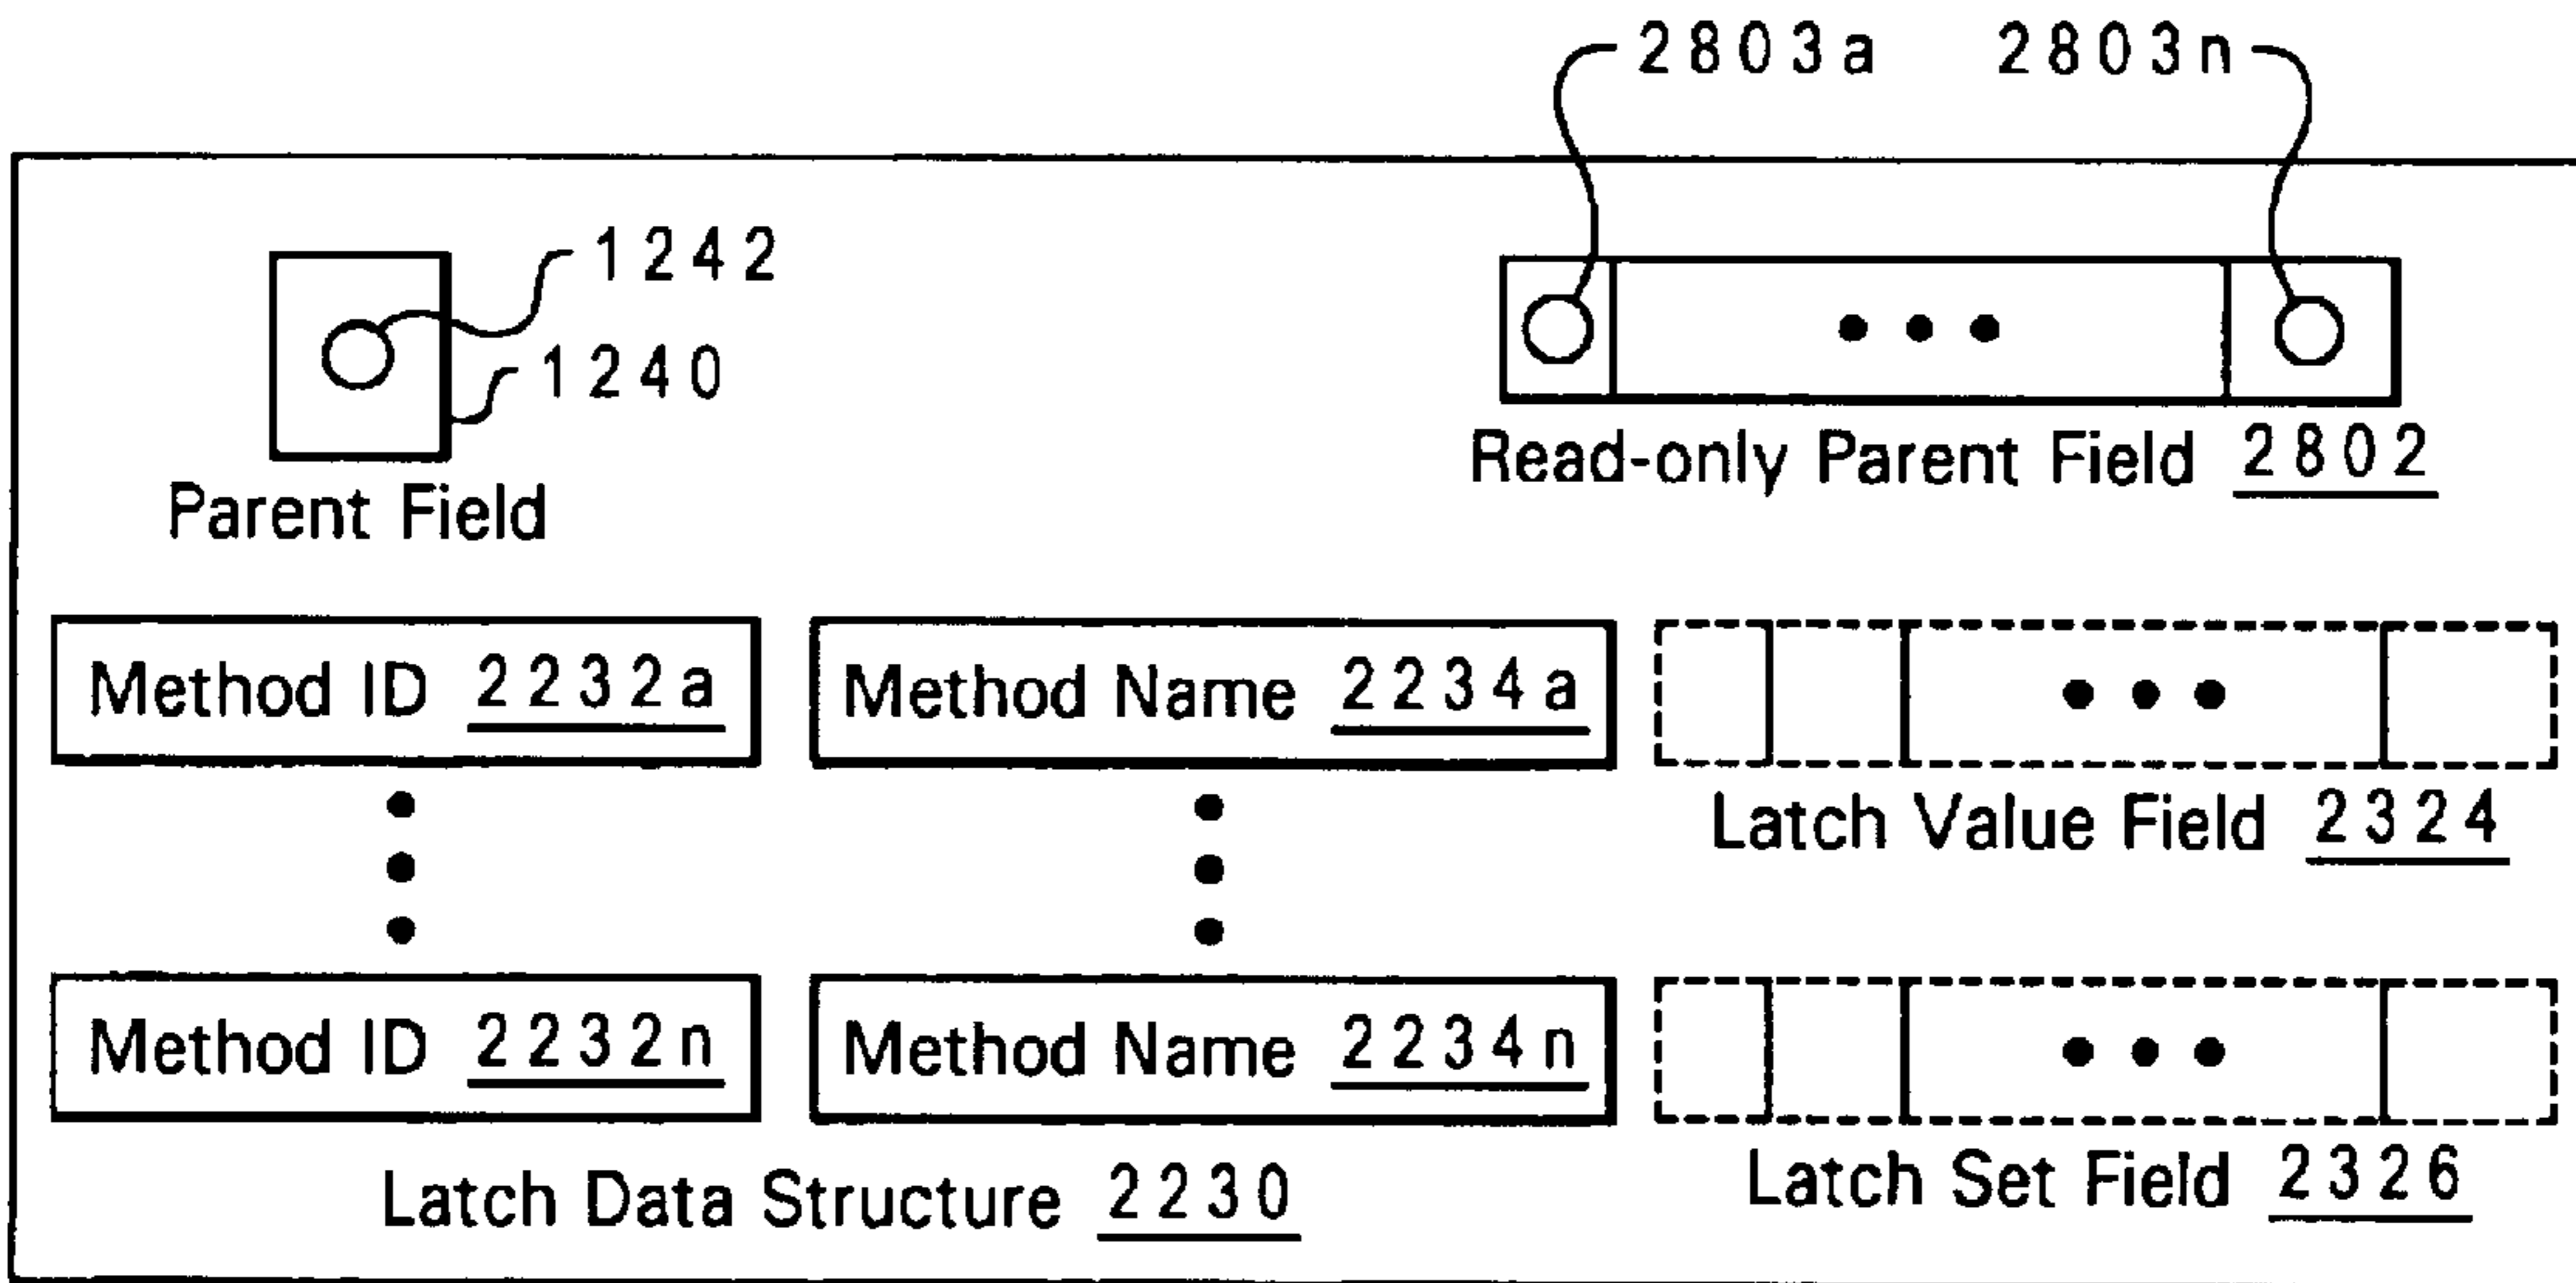 2803a 2803n
1242
1240
Parent Field
Read-only Parent Field 2802
Method ID 2232a
Method Name 2234a
Latch Value Field 2324
Method ID 2232n
Method Name 2234n
Latch Data Structure 2230
Latch Set Field 2326